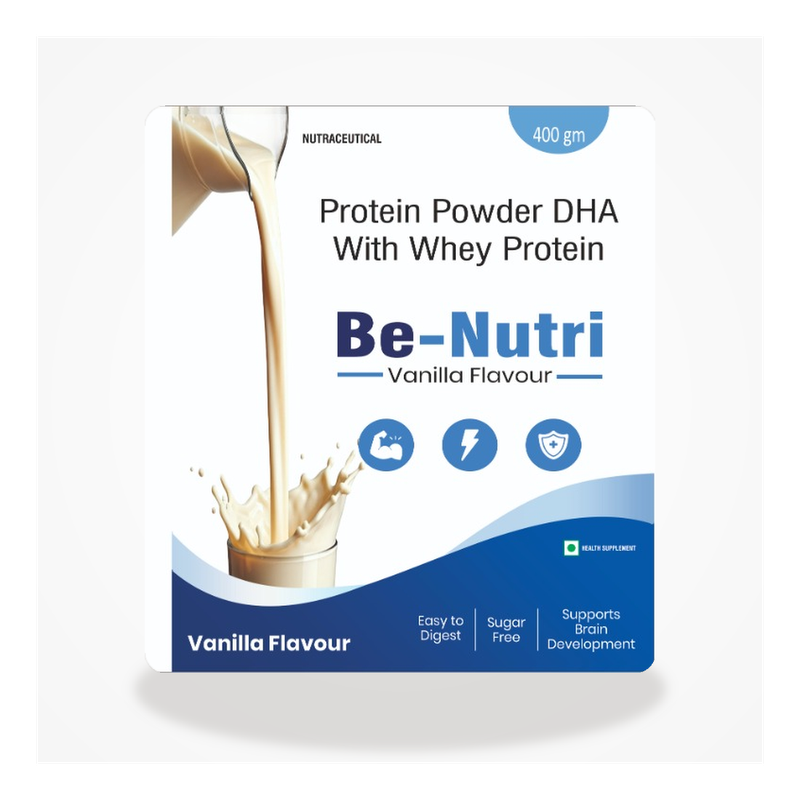 NUTRACEUTICAL
400 gm
Protein Powder DHA
With Whey Protein
Be-Nutri
Vanilla Flavour
HEALTH SUPPLEMENT
Easy to
Digest
Sugar
Free
Supports
Brain
Development
Vanilla Flavour